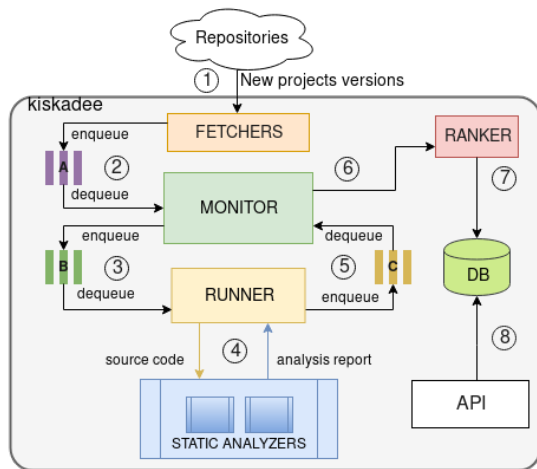 Repositories
1
New projects versions
kiskadee
enqueue
FETCHERS
RANKER
A
2
6
7
dequeue
MONITOR
enqueue
dequeue
B
3
5
C
DB
dequeue
RUNNER
enqueue
8
source code
4
analysis report
API
STATIC ANALYZERS